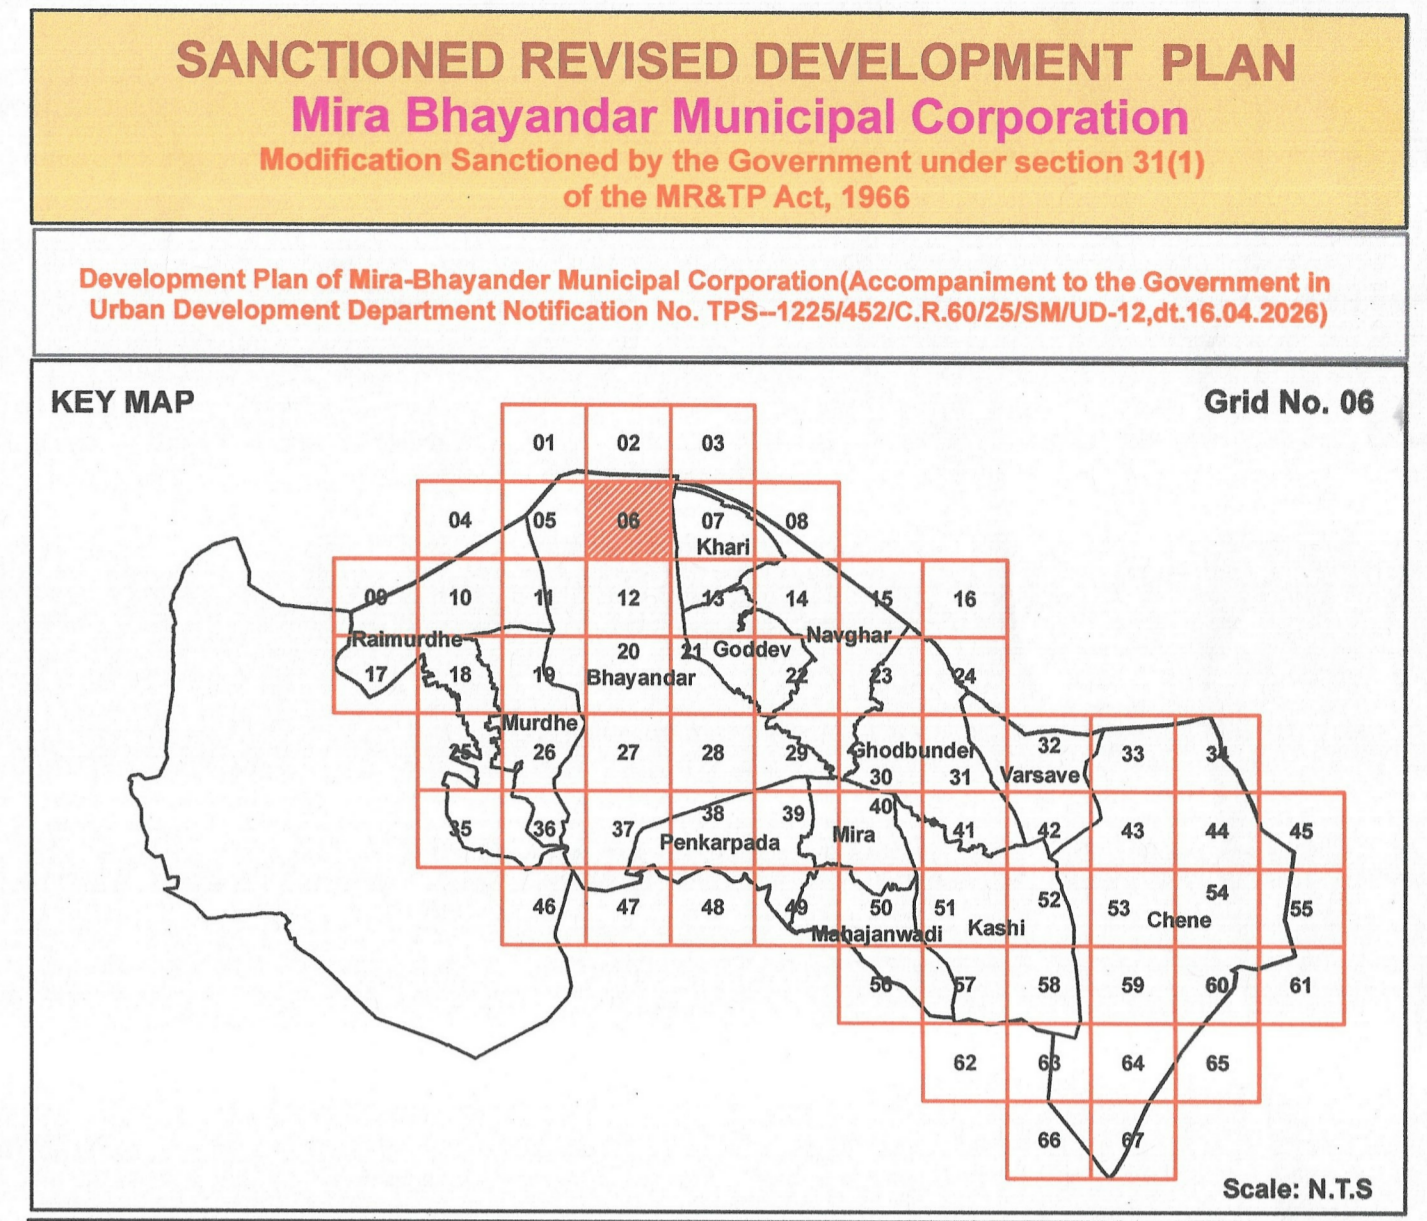 SANCTIONED REVISED DEVELOPMENT PLAN
Mira Bhayandar Municipal Corporation
Modification Sanctioned by the Government under section 31(1)
of the MR&TP Act, 1966
Development Plan of Mira-Bhayander Municipal Corporation(Accompaniment to the Government in
Urban Development Department Notification No. TPS--1225/452/C.R.60/25/SM/UD-12,dt.16.04.2026)
KEY MAP
Grid No. 06
01 02 03
04 05 06 07 08
Khari
09 10 11 12 13 14 15 16
Raimurdhe
Navghar
20 21 Goddev
17 18 19 22 23 24
Bhayandar
Murdhe
25 26 27 28 29 Ghodbunder 32 33 34
30 31 Varsave
35 36 37 38 39 40 41 42 43 44 45
Penkarpada Mira
46 47 48 49 50 51 52 53 54 55
Mahajanwadi Kashi Chene
56 57 58 59 60 61
62 63 64 65
66 67
Scale: N.T.S